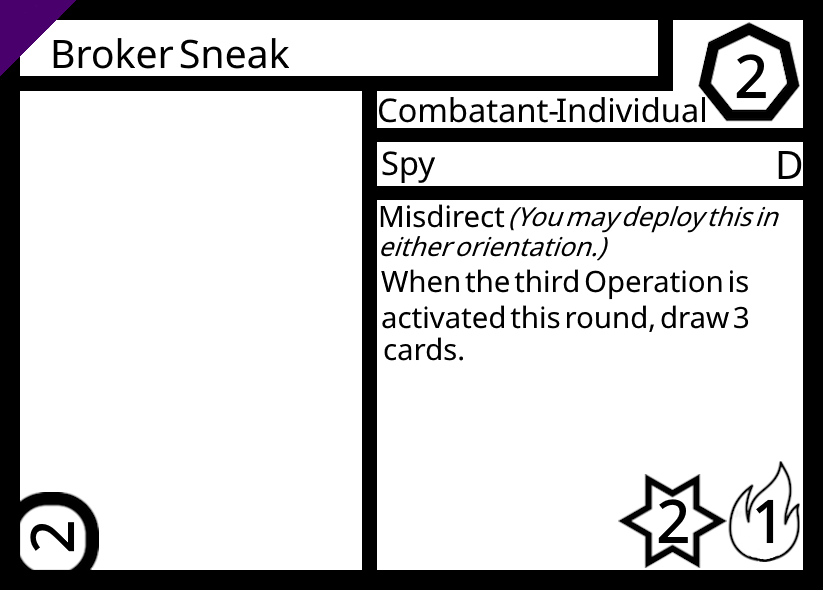 Broker Sneak
2
Combatant-Individual
Spy D
Misdirect (You may deploy this in
either orientation.)
When the third Operation is
activated this round, draw 3
cards.
2
2 1